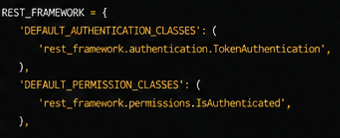 REST_FRAMEWORK = {
'DEFAULT_AUTHENTICATION_CLASSES': (
'rest_framework.authentication.TokenAuthentication',
),
'DEFAULT_PERMISSION_CLASSES': (
'rest_framework.permissions.IsAuthenticated',
),